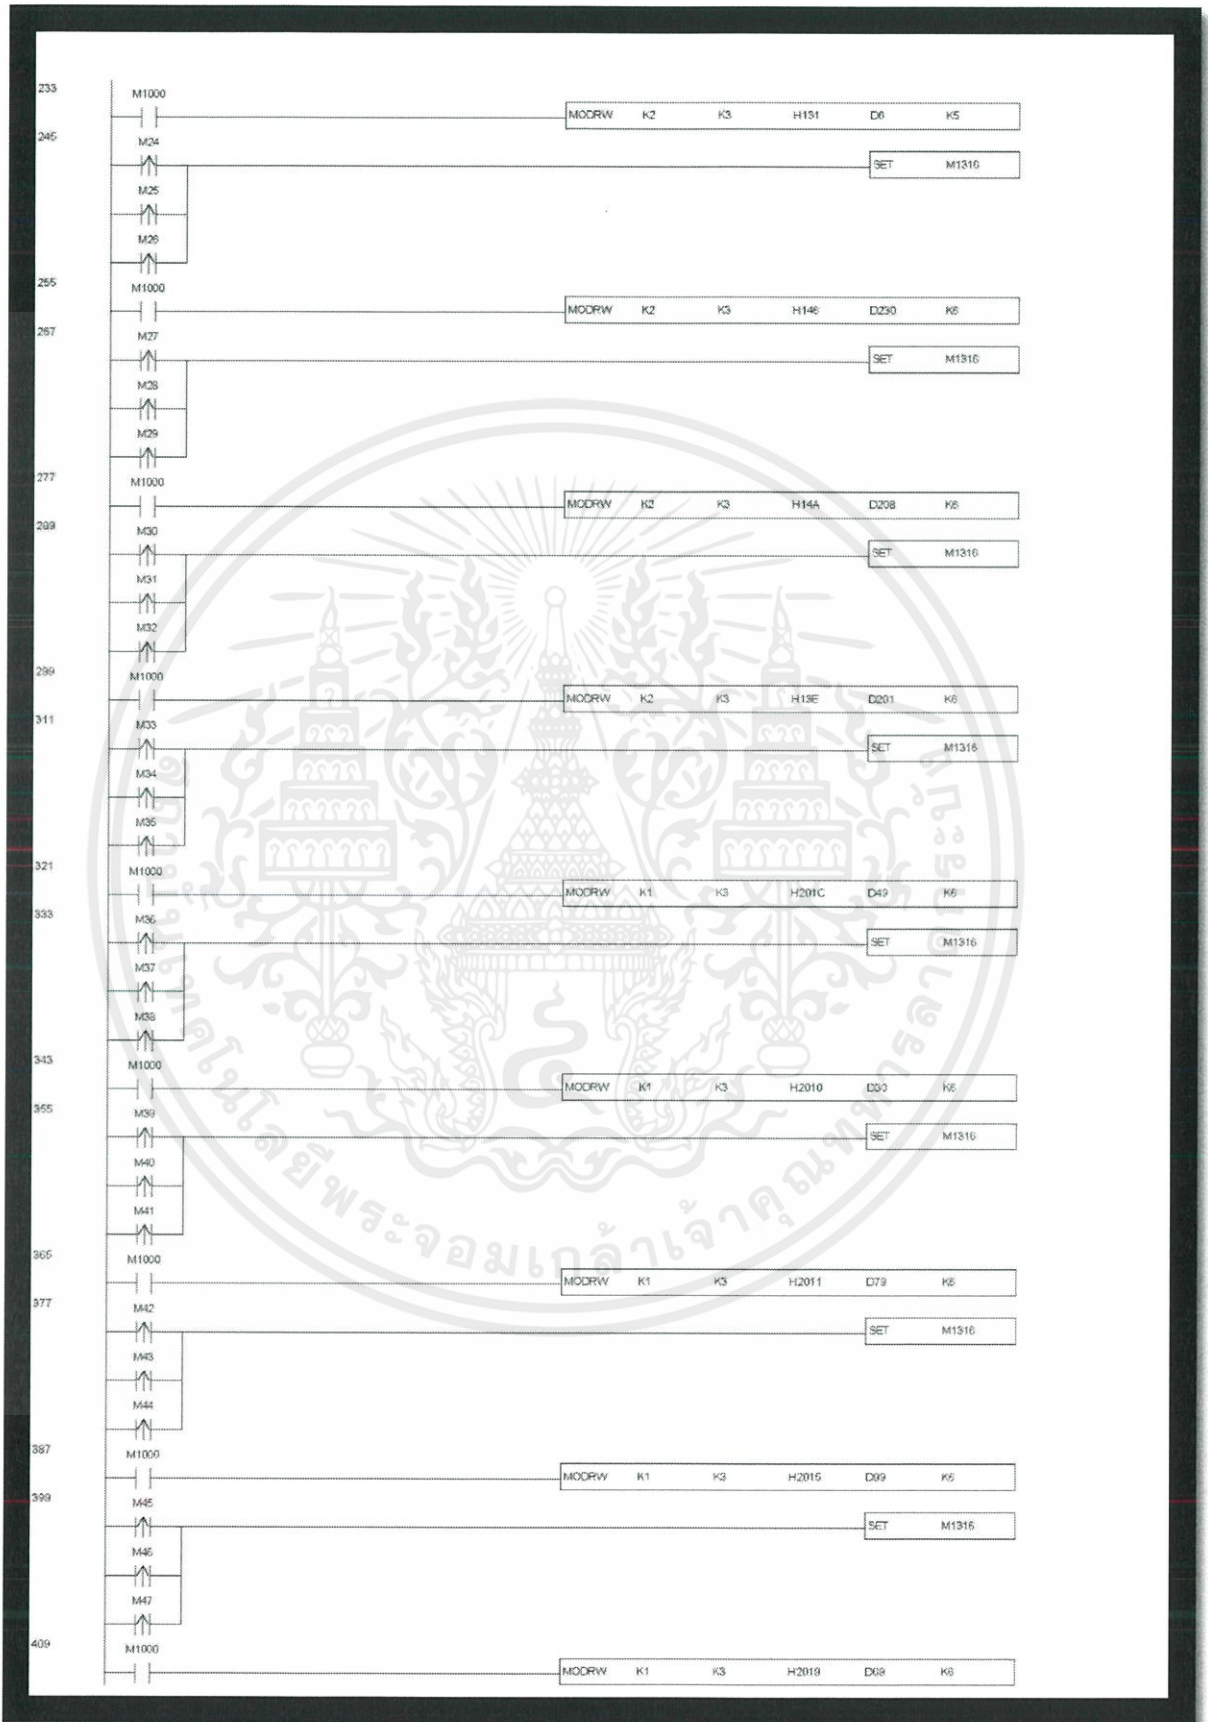 233
M1000
MODRW K2 K3 H131 D6 K5
245
M24
SET M1316
M25
M26
255
M1000
MODRW K2 K3 H146 D230 K6
267
M27
SET M1316
M28
M29
277
M1000
MODRW K2 K3 H14A D208 K6
289
M30
SET M1316
M31
M32
299
M1000
MODRW K2 K3 H13E D201 K6
311
M33
SET M1316
M34
M35
321
M1000
MODRW K1 K3 H201C D49 K6
333
M36
SET M1316
M37
M38
343
M1000
MODRW K1 K3 H2010 D30 K6
355
M39
SET M1316
M40
M41
365
M1000
MODRW K1 K3 H2011 D79 K6
377
M42
SET M1316
M43
M44
387
M1000
MODRW K1 K3 H2015 D99 K6
399
M45
SET M1316
M46
M47
409
M1000
MODRW K1 K3 H2019 D69 K6